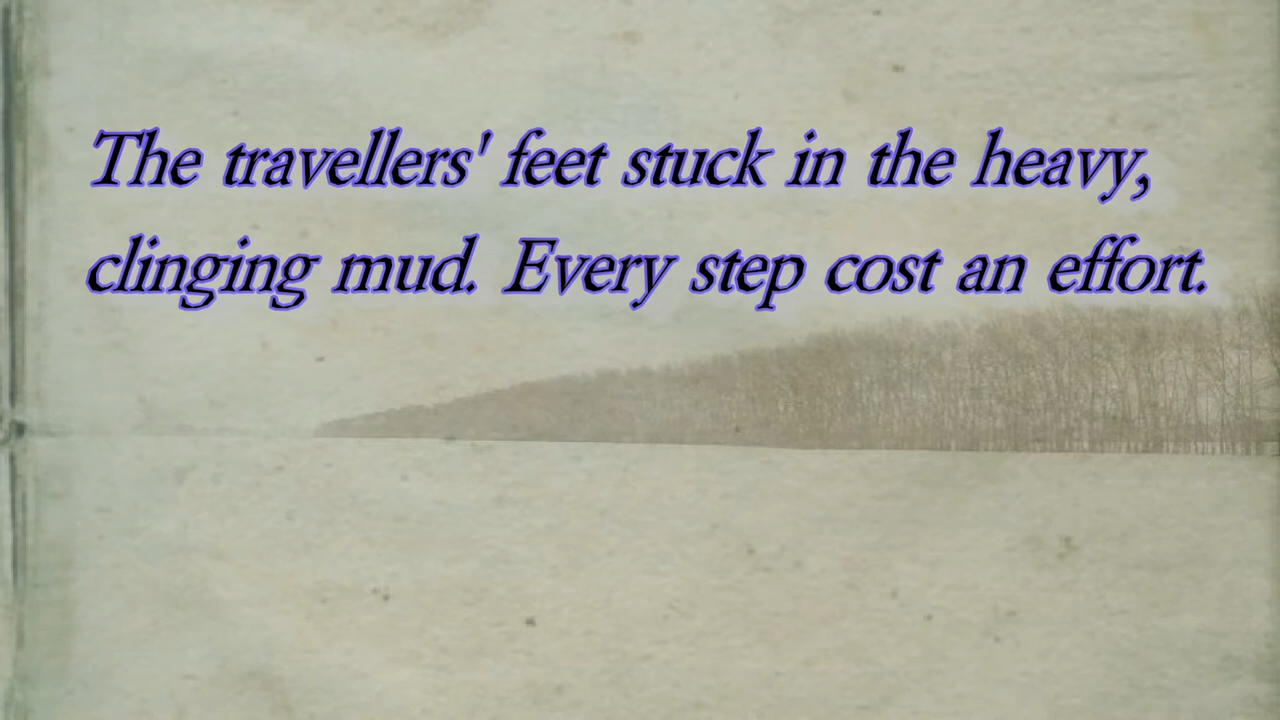 The travellers' feet stuck in the heavy,
clinging mud. Every step cost an effort.